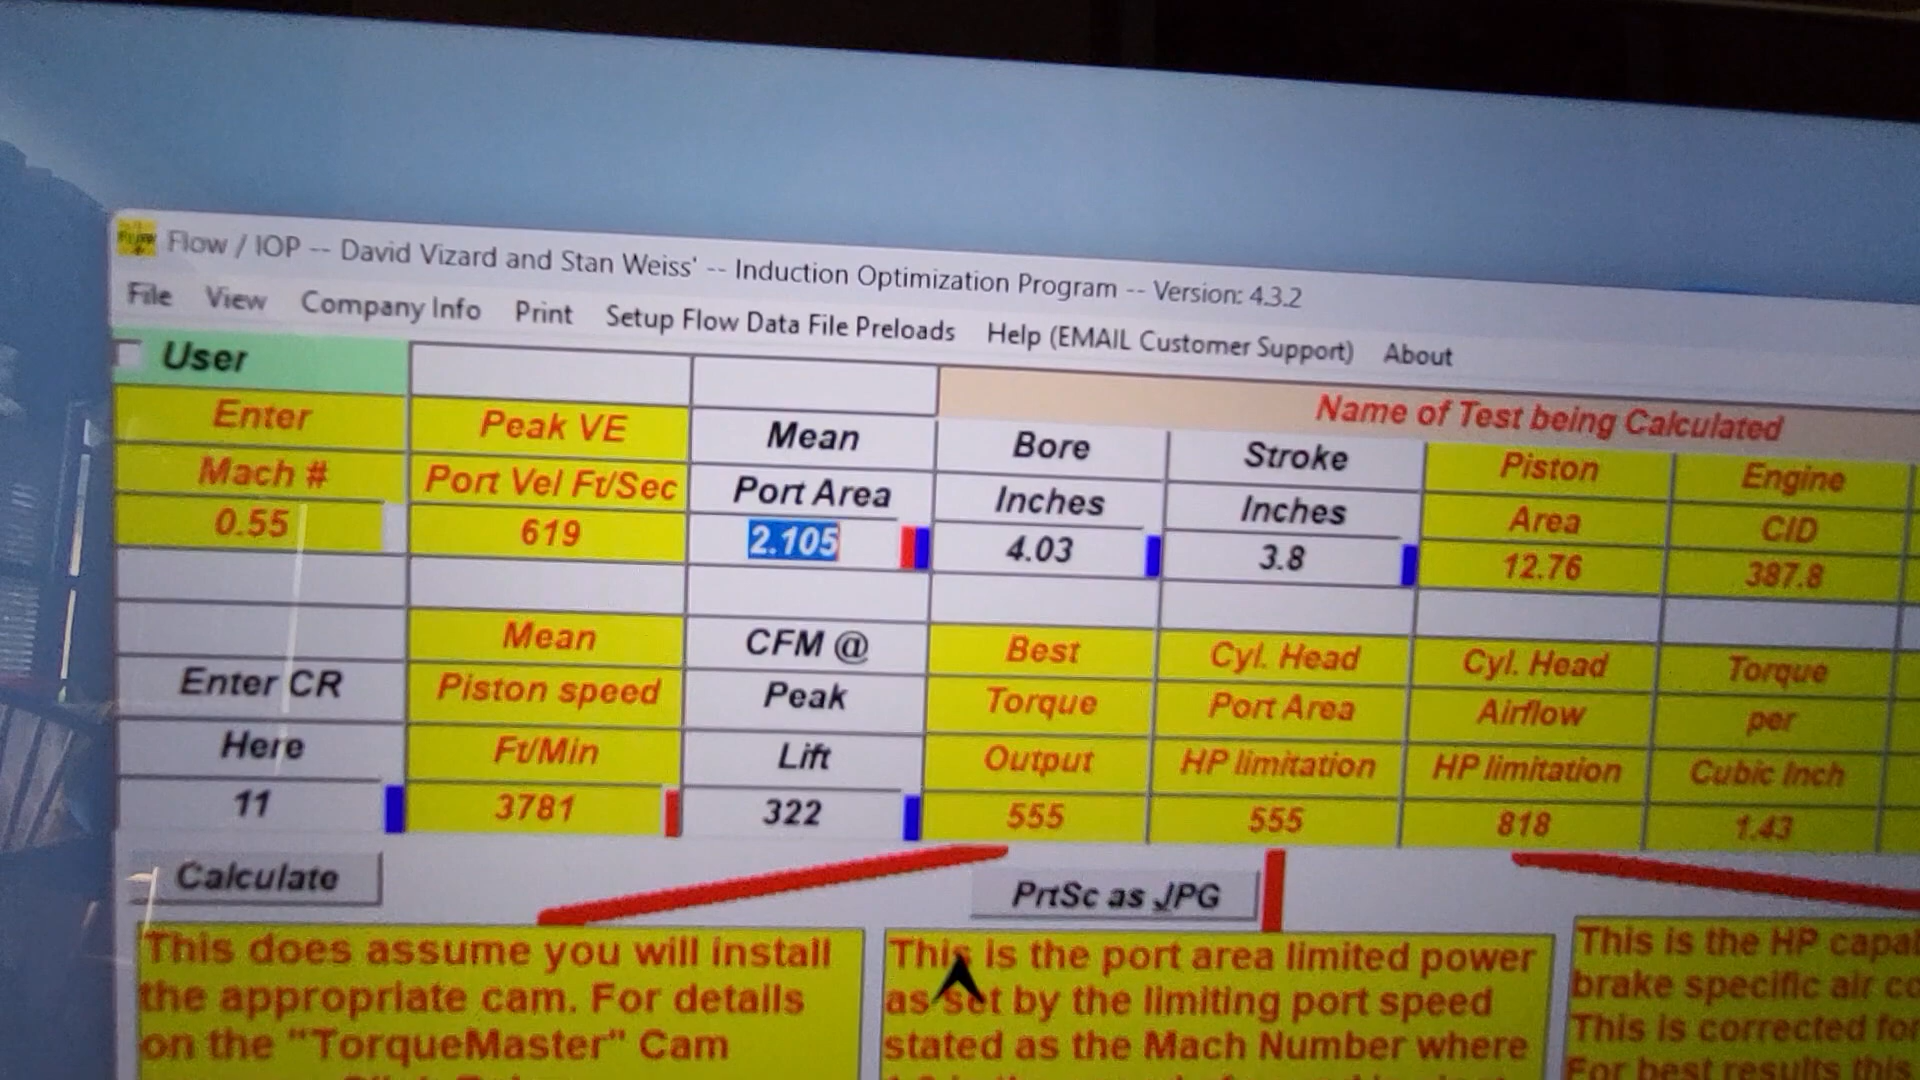 Flow / IOP -- David Vizard and Stan Weiss' -- Induction Optimization Program -- Version: 4.3.2
File View Company Info Print Setup Flow Data File Preloads Help (EMAIL Customer Support) About
User
Name of Test being Calculated
Enter Peak VE Mean Bore Stroke Piston Engine
Mach # Port Vel Ft/Sec Port Area Inches Inches Area CID
0.55 619 2.105 4.03 3.8 12.76 387.8
Mean CFM @ Best Cyl. Head Cyl. Head Torque
Enter CR Piston speed Peak Torque Port Area Airflow per
Here Ft/Min Lift Output HP limitation HP limitation Cubic Inch
11 3781 322 555 555 818 1.43
Calculate PrtSc as JPG
This does assume you will install
the appropriate cam. For details
on the "TorqueMaster" Cam
This is the port area limited power
as set by the limiting port speed
stated as the Mach Number where
This is the HP
brake specific air
This is corrected for
For best results this